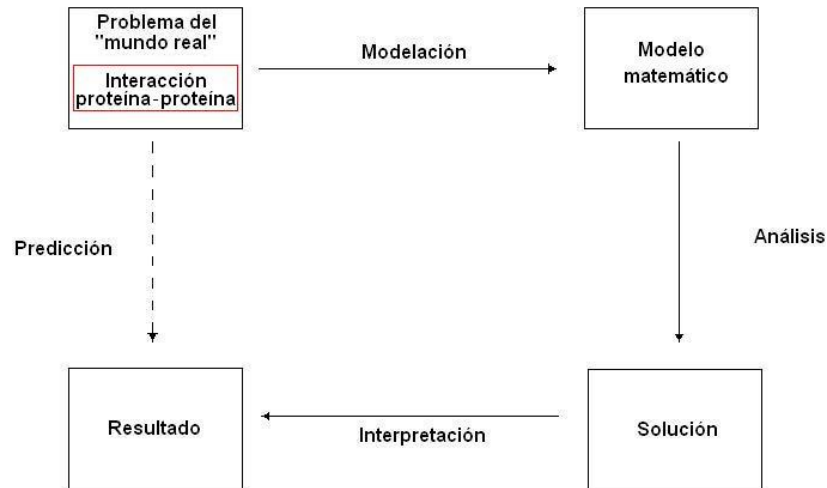 Problema del
"mundo real"
Interacción
proteína-proteína
Modelación
Modelo
matemático
Predicción
Análisis
Resultado
Interpretación
Solución